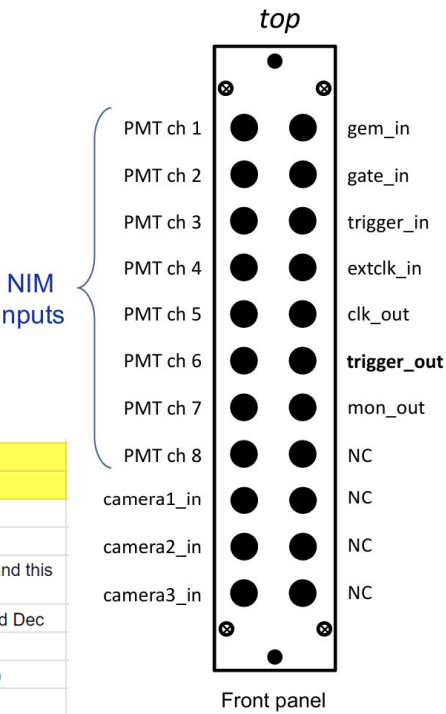 top
PMT ch 1 gem_in
PMT ch 2 gate_in
PMT ch 3 trigger_in
PMT ch 4 extclk_in
NIM
PMT ch 5 clk_out
PMT ch 6 trigger_out
PMT ch 7 mon_out
PMT ch 8 NC
camera1_in NC
camera2_in NC
camera3_in NC
Front panel
this
Dec